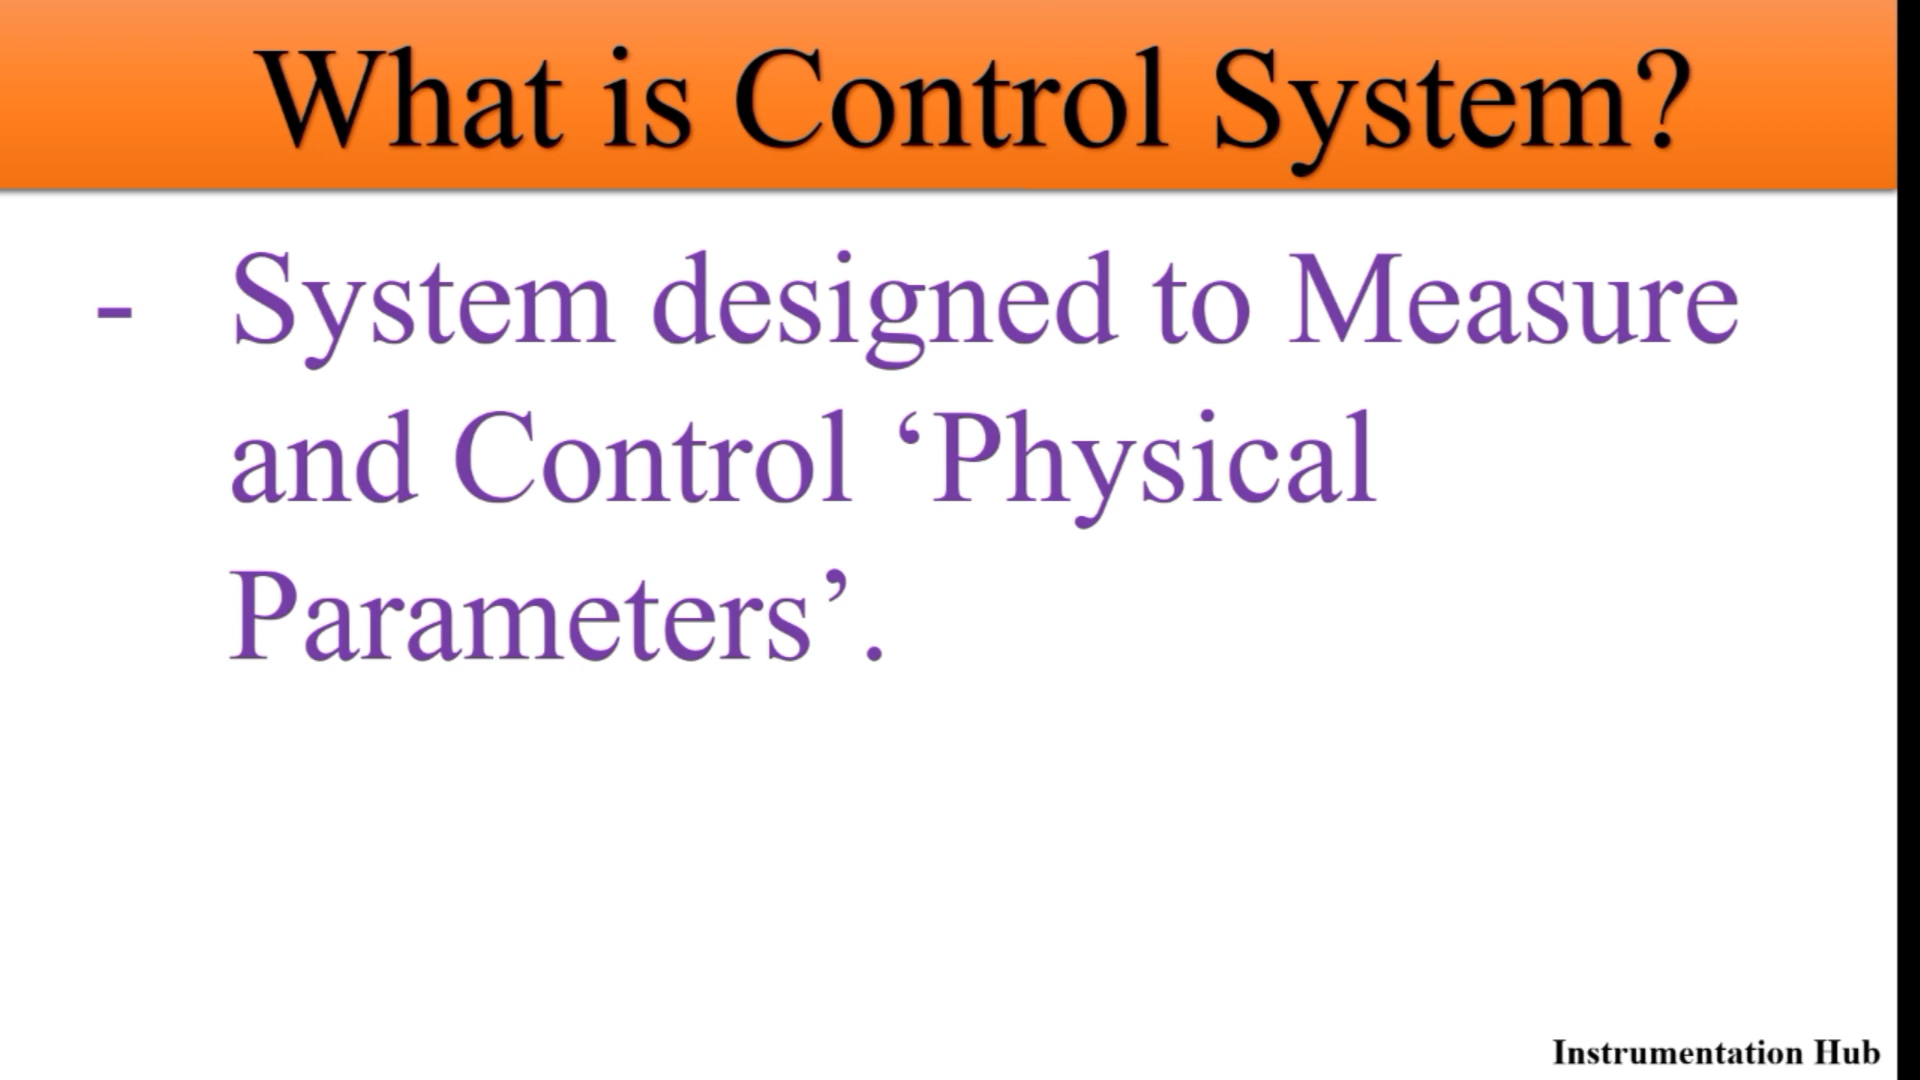 What is Control System?
- System designed to Measure
and Control ‘Physical
Parameters’.
Instrumentation Hub